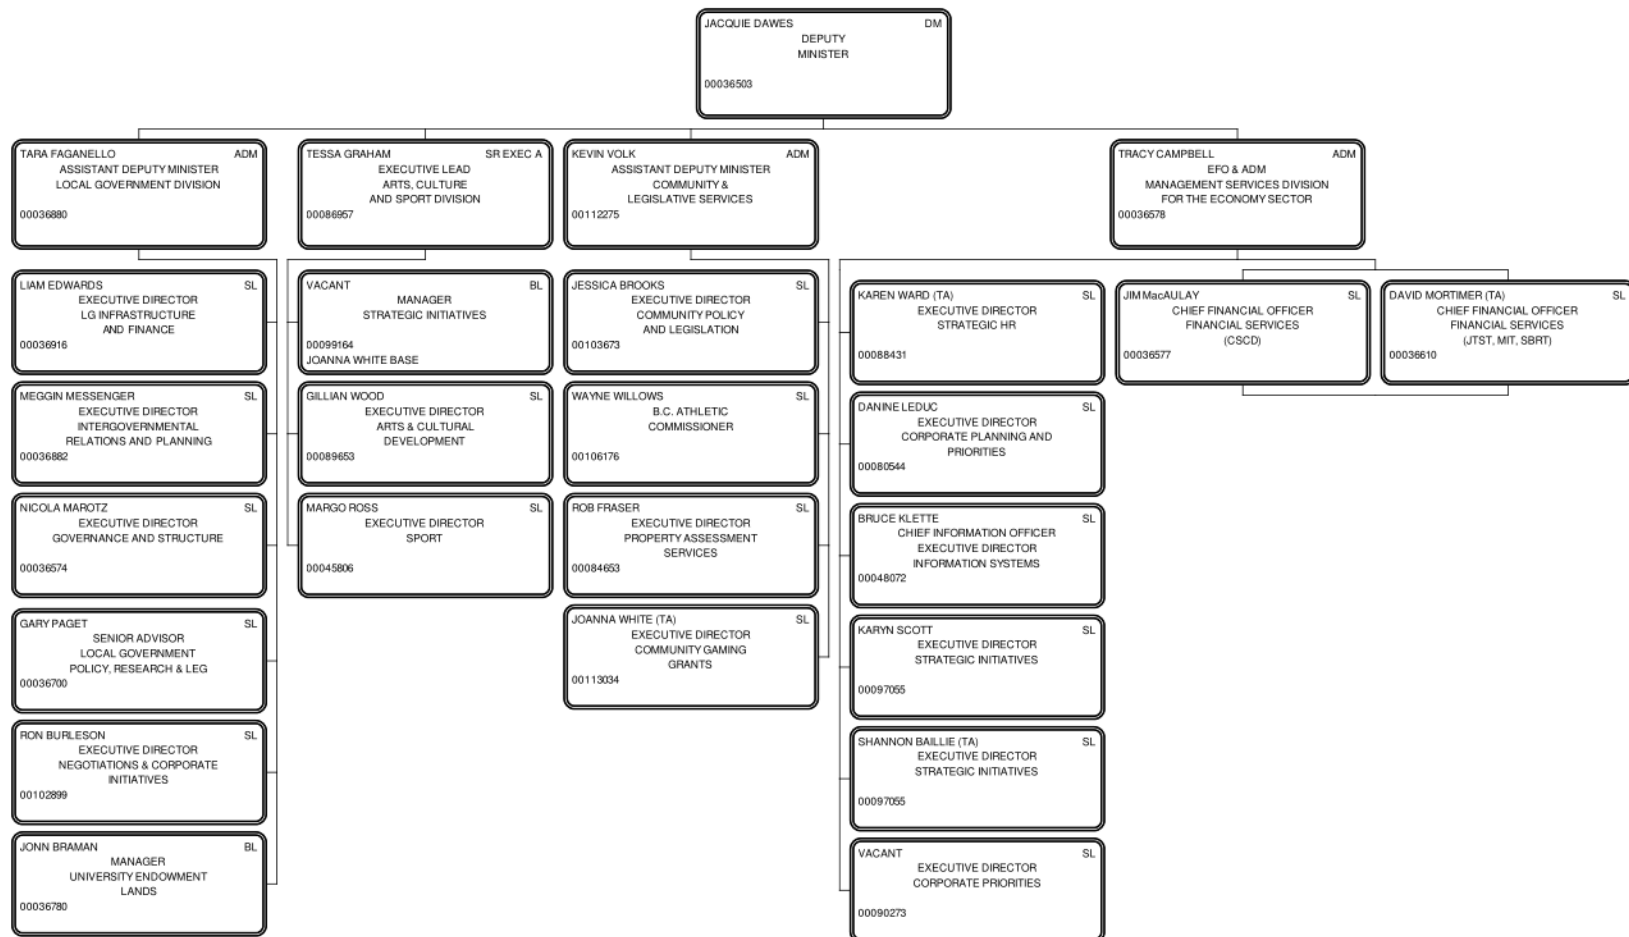 JACQUIE DAWES DM
DEPUTY
MINISTER
00036503
TARA FAGANELLO ADM
ASSISTANT DEPUTY MINISTER
LOCAL GOVERNMENT DIVISION
00036880
TESSA GRAHAM SR EXEC A
EXECUTIVE LEAD
ARTS, CULTURE
AND SPORT DIVISION
00086957
KEVIN VOLK ADM
ASSISTANT DEPUTY MINISTER
COMMUNITY &
LEGISLATIVE SERVICES
00112275
TRACY CAMPBELL ADM
EFO & ADM
MANAGEMENT SERVICES DIVISION
FOR THE ECONOMY SECTOR
00036578
LIAM EDWARDS SL
EXECUTIVE DIRECTOR
LG INFRASTRUCTURE
AND FINANCE
00036916
MEGGIN MESSENGER SL
EXECUTIVE DIRECTOR
INTERGOVERNMENTAL
RELATIONS AND PLANNING
00036882
NICOLA MAROTZ SL
EXECUTIVE DIRECTOR
GOVERNANCE AND STRUCTURE
00036574
GARY PAGET SL
SENIOR ADVISOR
LOCAL GOVERNMENT
POLICY, RESEARCH & LEG
00036700
RON BURLESON SL
EXECUTIVE DIRECTOR
NEGOTIATIONS & CORPORATE
INITIATIVES
00102899
JONN BRAMAN BL
MANAGER
UNIVERSITY ENDOWMENT
LANDS
00036780
VACANT BL
MANAGER
STRATEGIC INITIATIVES
00099164
JOANNA WHITE BASE
GILLIAN WOOD SL
EXECUTIVE DIRECTOR
ARTS & CULTURAL
DEVELOPMENT
00089653
MARGO ROSS SL
EXECUTIVE DIRECTOR
SPORT
00045806
JESSICA BROOKS SL
EXECUTIVE DIRECTOR
COMMUNITY POLICY
AND LEGISLATION
00103673
WAYNE WILLOWS SL
B.C. ATHLETIC
COMMISSIONER
00106176
ROB FRASER SL
EXECUTIVE DIRECTOR
PROPERTY ASSESSMENT
SERVICES
00084653
JOANNA WHITE (TA) SL
EXECUTIVE DIRECTOR
COMMUNITY GAMING
GRANTS
00113034
KAREN WARD (TA) SL
EXECUTIVE DIRECTOR
STRATEGIC HR
00088431
DANINE LEDUC SL
EXECUTIVE DIRECTOR
CORPORATE PLANNING AND
PRIORITIES
00080544
BRUCE KLETTE SL
CHIEF INFORMATION OFFICER
EXECUTIVE DIRECTOR
INFORMATION SYSTEMS
00048072
KARYN SCOTT SL
EXECUTIVE DIRECTOR
STRATEGIC INITIATIVES
00097055
SHANNON BAILLIE (TA) SL
EXECUTIVE DIRECTOR
STRATEGIC INITIATIVES
00097055
VACANT SL
EXECUTIVE DIRECTOR
CORPORATE PRIORITIES
00090273
JIM MacAULAY SL
CHIEF FINANCIAL OFFICER
FINANCIAL SERVICES
(CSCD)
00036577
DAVID MORTIMER (TA) SL
CHIEF FINANCIAL OFFICER
FINANCIAL SERVICES
(JTST, MIT, SBRT)
00036610